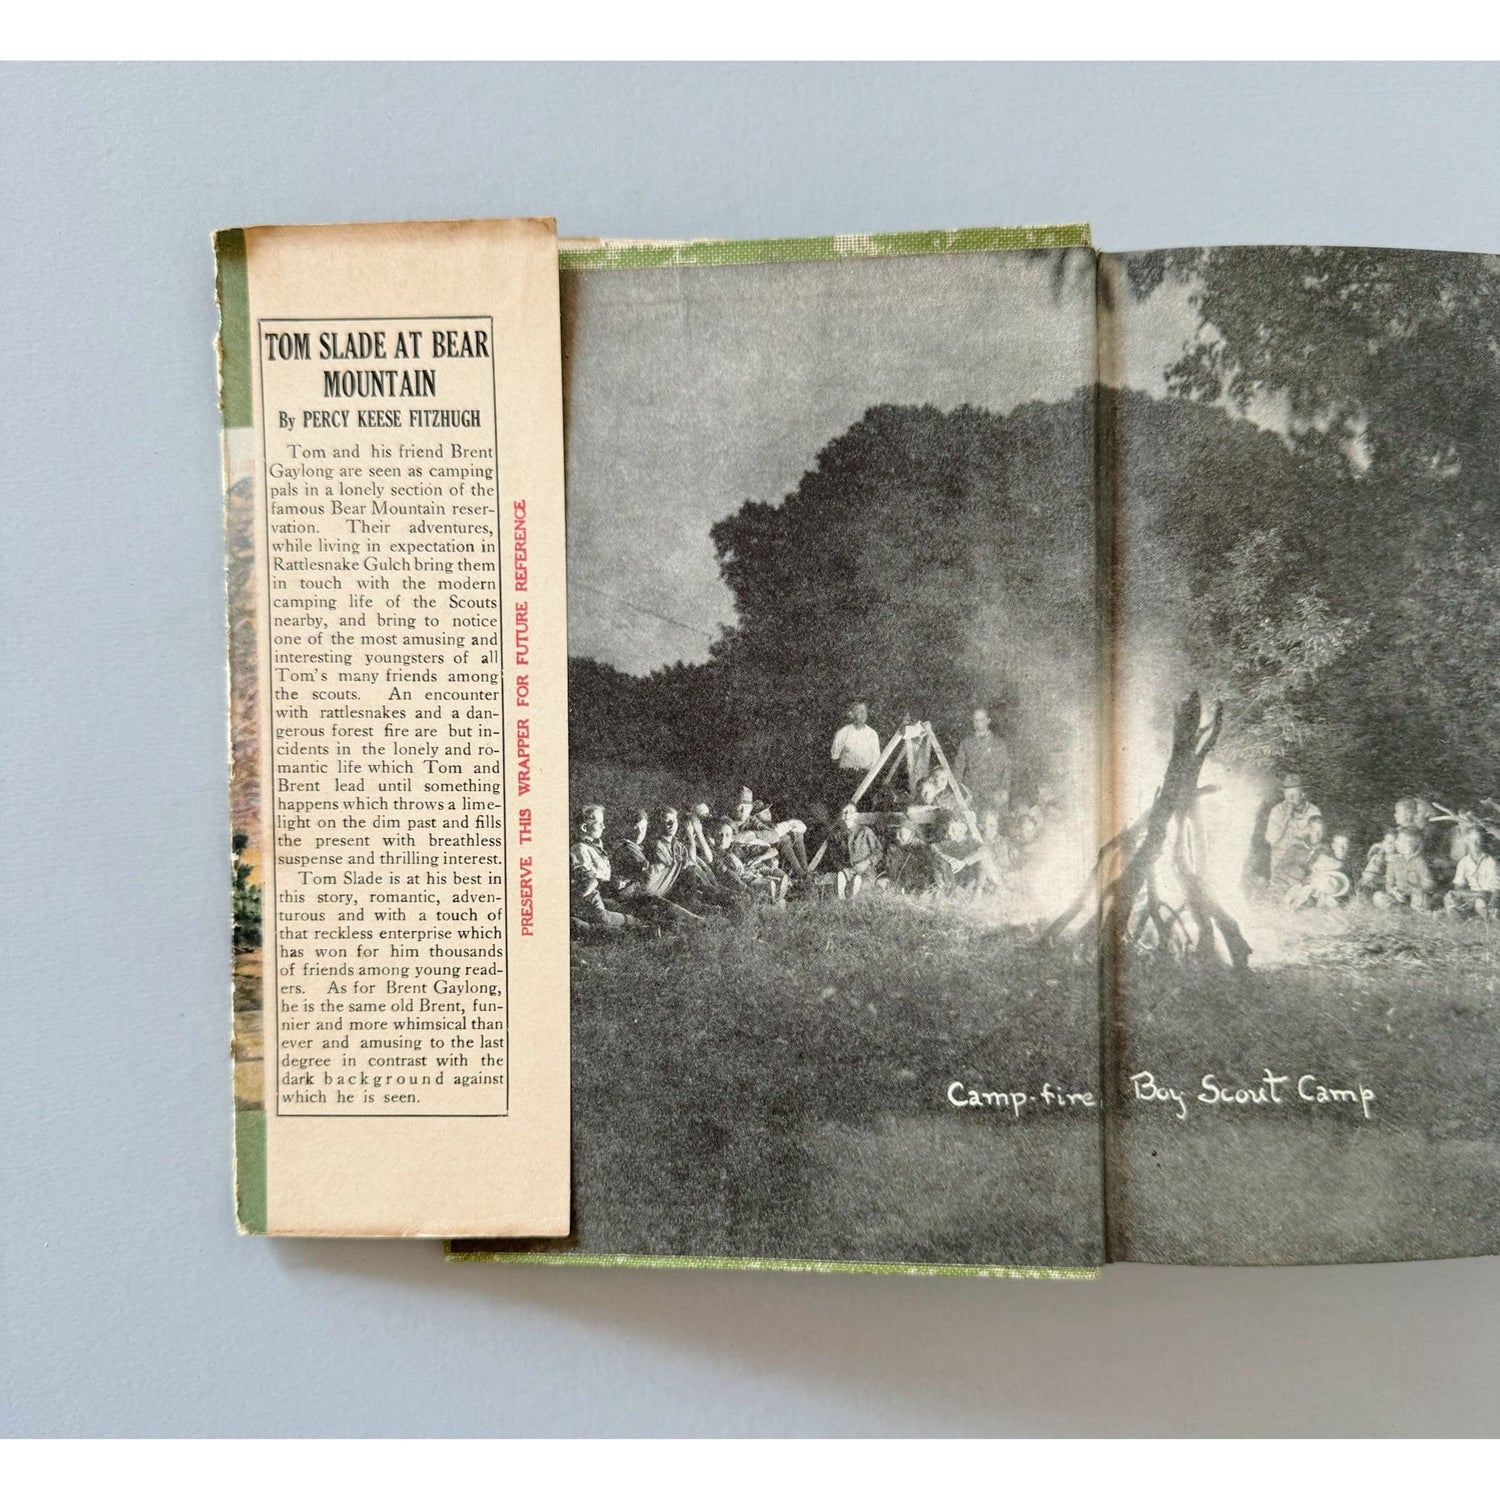 TOM SLADE AT BEAR
MOUNTAIN
By PERCY KEESE FITZHUGH
Tom and his friend Brent
Gaylong are seen as camping
pals in a lonely section of the
famous Bear Mountain reser-
vation. Their adventures,
while living in expectation in
Rattlesnake Gulch bring them
in touch with the modern
camping life of the Scouts
nearby, and bring to notice
one of the most amusing and
interesting youngsters of all
Tom's many friends among
the scouts. An encounter
with rattlesnakes and a dan-
gerous forest fire are but in-
cidents in the lonely and ro-
mantic life which Tom and
Brent lead until something
happens which throws a lime-
light on the dim past and fills
the present with breathless
suspense and thrilling interest.
Tom Slade is at his best in
this story, romantic, adven-
turous and with a touch of
that reckless enterprise which
has won for him thousands
of friends among young read-
ers. As for Brent Gaylong,
he is the same old Brent, fun-
nier and more whimsical than
ever and amusing to the last
degree in contrast with the
dark background against
which he is seen.
PRESERVE THIS WRAPPER FOR FUTURE REFERENCE
Camp-fire Boy Scout Camp